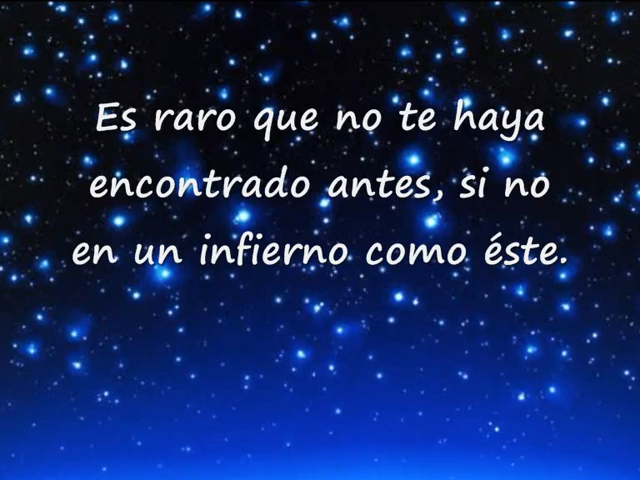 Es raro que no te haya
encontrado antes, si no
en un infierno como éste.